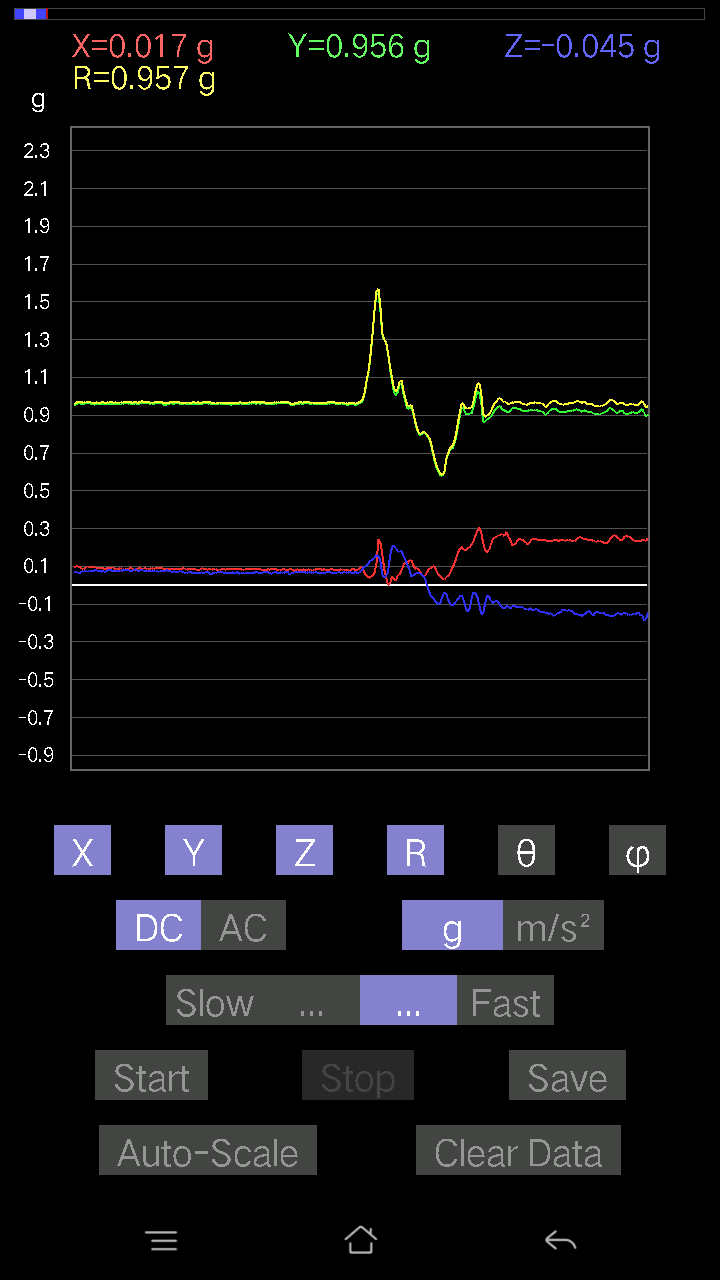 X=0.017 g Y=0.956 g Z=-0.045 g
R=0.957 g
g
2.3
2.1
1.9
1.7
1.5
1.3
1.1
0.9
0.7
0.5
0.3
0.1
-0.1
-0.3
-0.5
-0.7
-0.9
X Y Z R θ φ
DC AC g m/s²
Slow ... ... Fast
Start Stop Save
Auto-Scale Clear Data